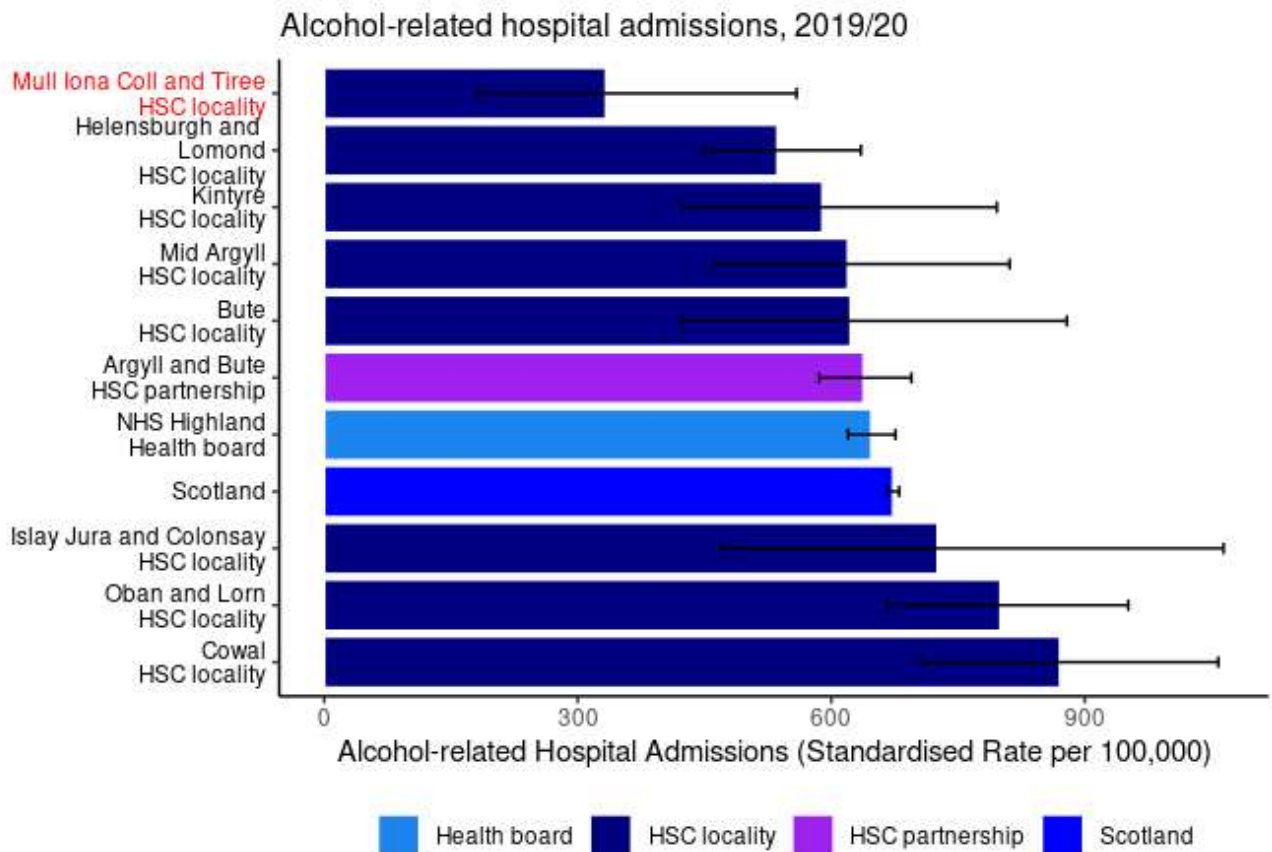 Alcohol-related hospital admissions, 2019/20
Mull Iona Coll and Tiree
HSC locality
Helensburgh and
Lomond
HSC locality
Kintyre
HSC locality
Mid Argyll
HSC locality
Bute
HSC locality
Argyll and Bute
HSC partnership
NHS Highland
Health board
Scotland
Islay Jura and Colonsay
HSC locality
Oban and Lorn
HSC locality
Cowal
HSC locality
0 300 600 900
Alcohol-related Hospital Admissions (Standardised Rate per 100,000)
Health board HSC locality HSC partnership Scotland